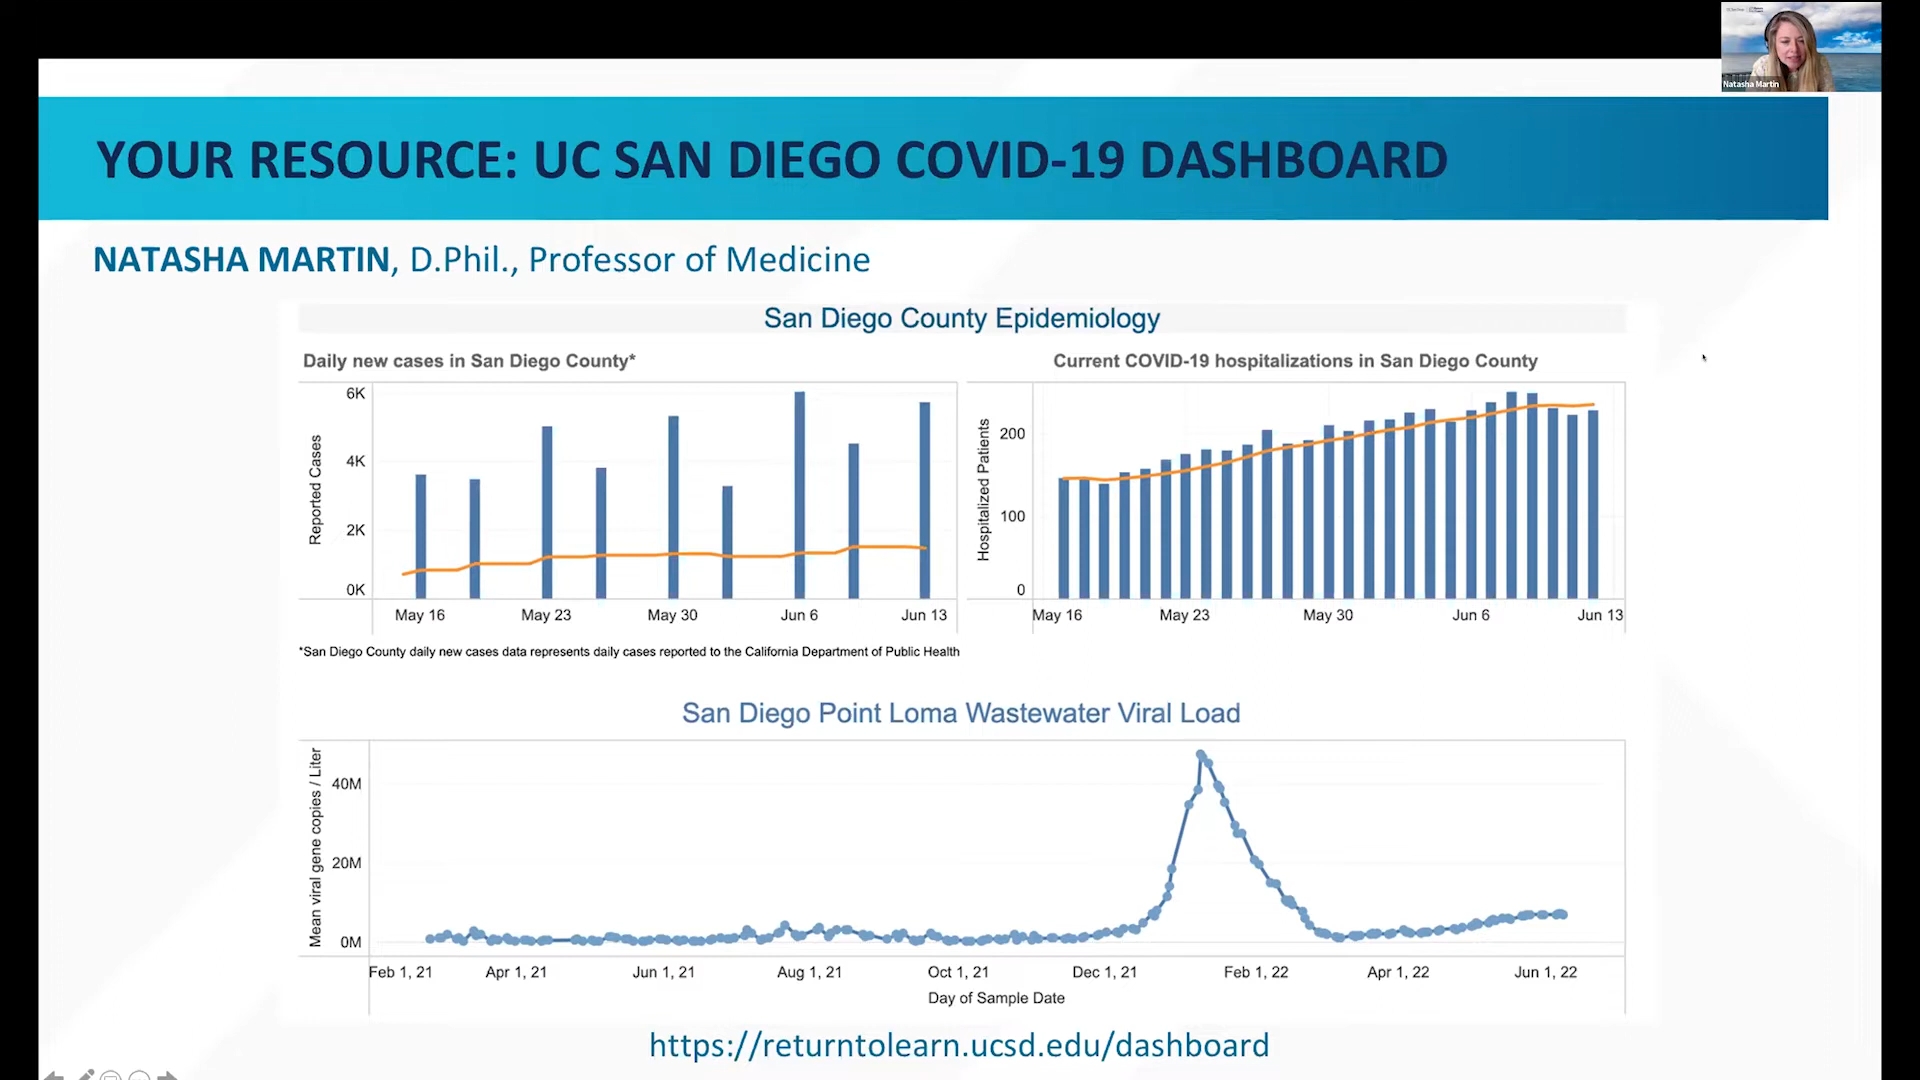 Natasha Martin
YOUR RESOURCE: UC SAN DIEGO COVID-19 DASHBOARD
NATASHA MARTIN, D.Phil., Professor of Medicine
San Diego County Epidemiology
Daily new cases in San Diego County*
Reported Cases
6K
4K
2K
0K
May 16 May 23 May 30 Jun 6 Jun 13
*San Diego County daily new cases data represents daily cases reported to the California Department of Public Health
Current COVID-19 hospitalizations in San Diego County
Hospitalized Patients
200
100
0
May 16 May 23 May 30 Jun 6 Jun 13
San Diego Point Loma Wastewater Viral Load
Mean viral gene copies / Liter
40M
20M
0M
Feb 1, 21 Apr 1, 21 Jun 1, 21 Aug 1, 21 Oct 1, 21 Dec 1, 21 Feb 1, 22 Apr 1, 22 Jun 1, 22
Day of Sample Date
https://returntolearn.ucsd.edu/dashboard